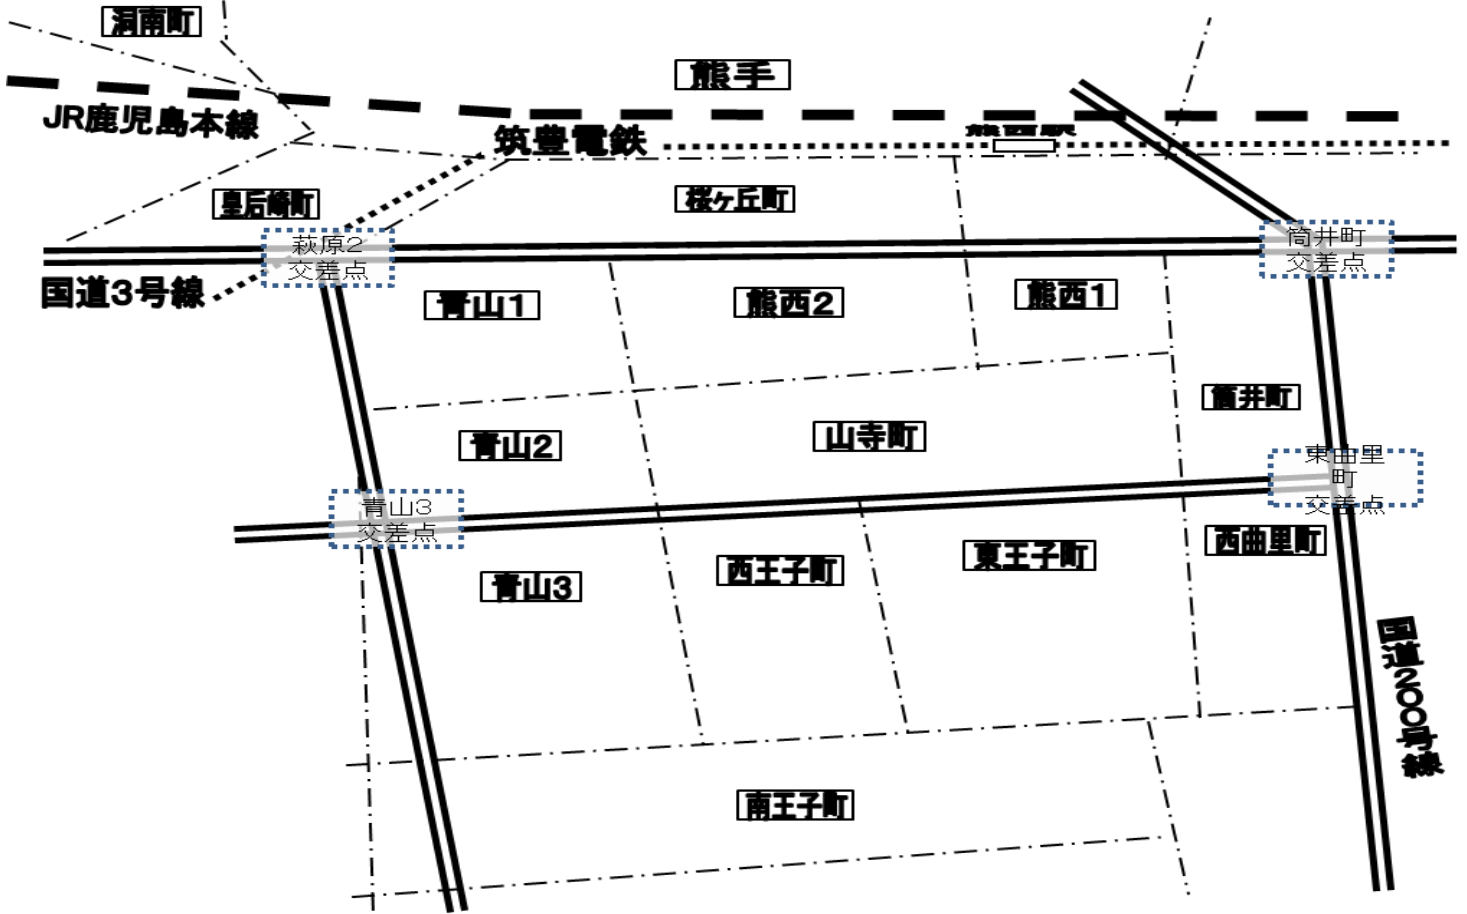 洞南町
熊手
JR鹿児島本線
筑豊電鉄
皇后崎町
桜ヶ丘町
萩原2
交差点
筒井町
交差点
国道3号線
青山1
熊西2
熊西1
筒井町
青山2
山寺町
東曲里
町
交差点
青山3
交差点
西曲里町
青山3
西王子町
東王子町
国道200号線
南王子町